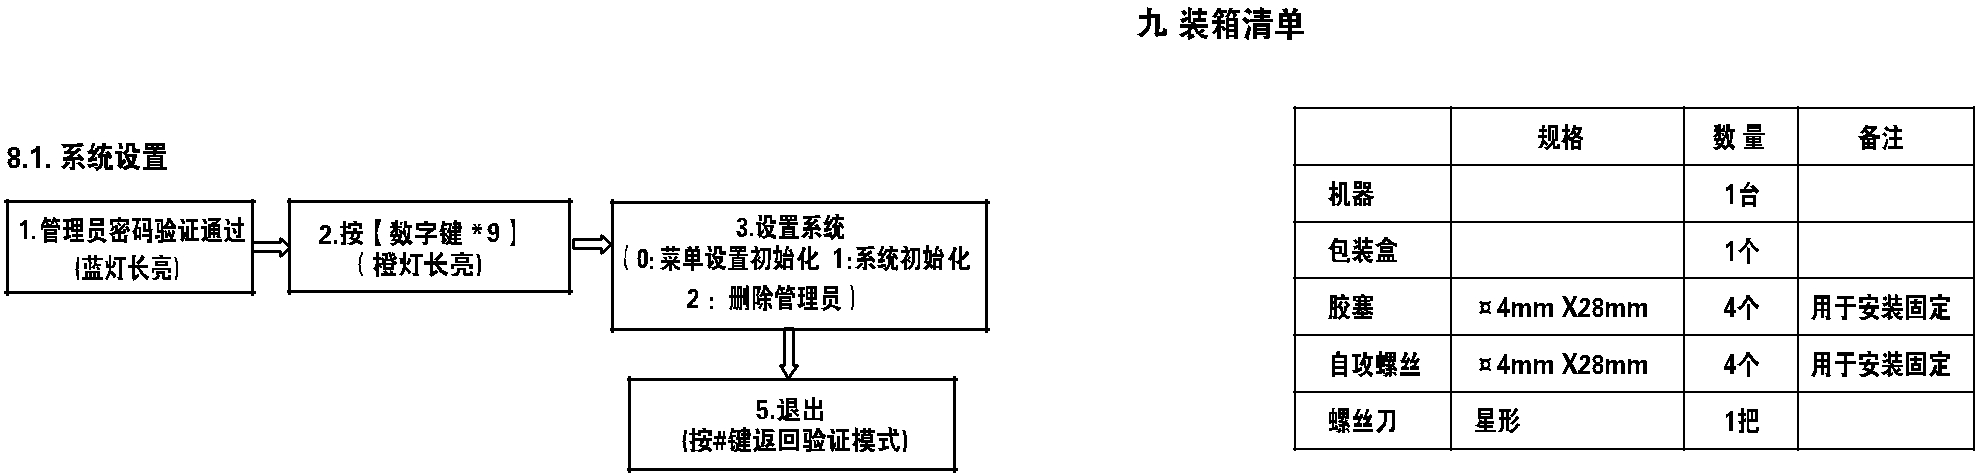 8.1. 系统设置
1.管理员密码验证通过
(蓝灯长亮)
2.按【数字键 *9】
(橙灯长亮)
3.设置系统
(0:菜单设置初始化 1:系统初始化
2:删除管理员)
5.退出
(按#键返回验证模式)
九 装箱清单
规格 数量 备注
机器 1台
包装盒 1个
胶塞 ¤4mm X28mm 4个 用于安装固定
自攻螺丝 ¤4mm X28mm 4个 用于安装固定
螺丝刀 星形 1把